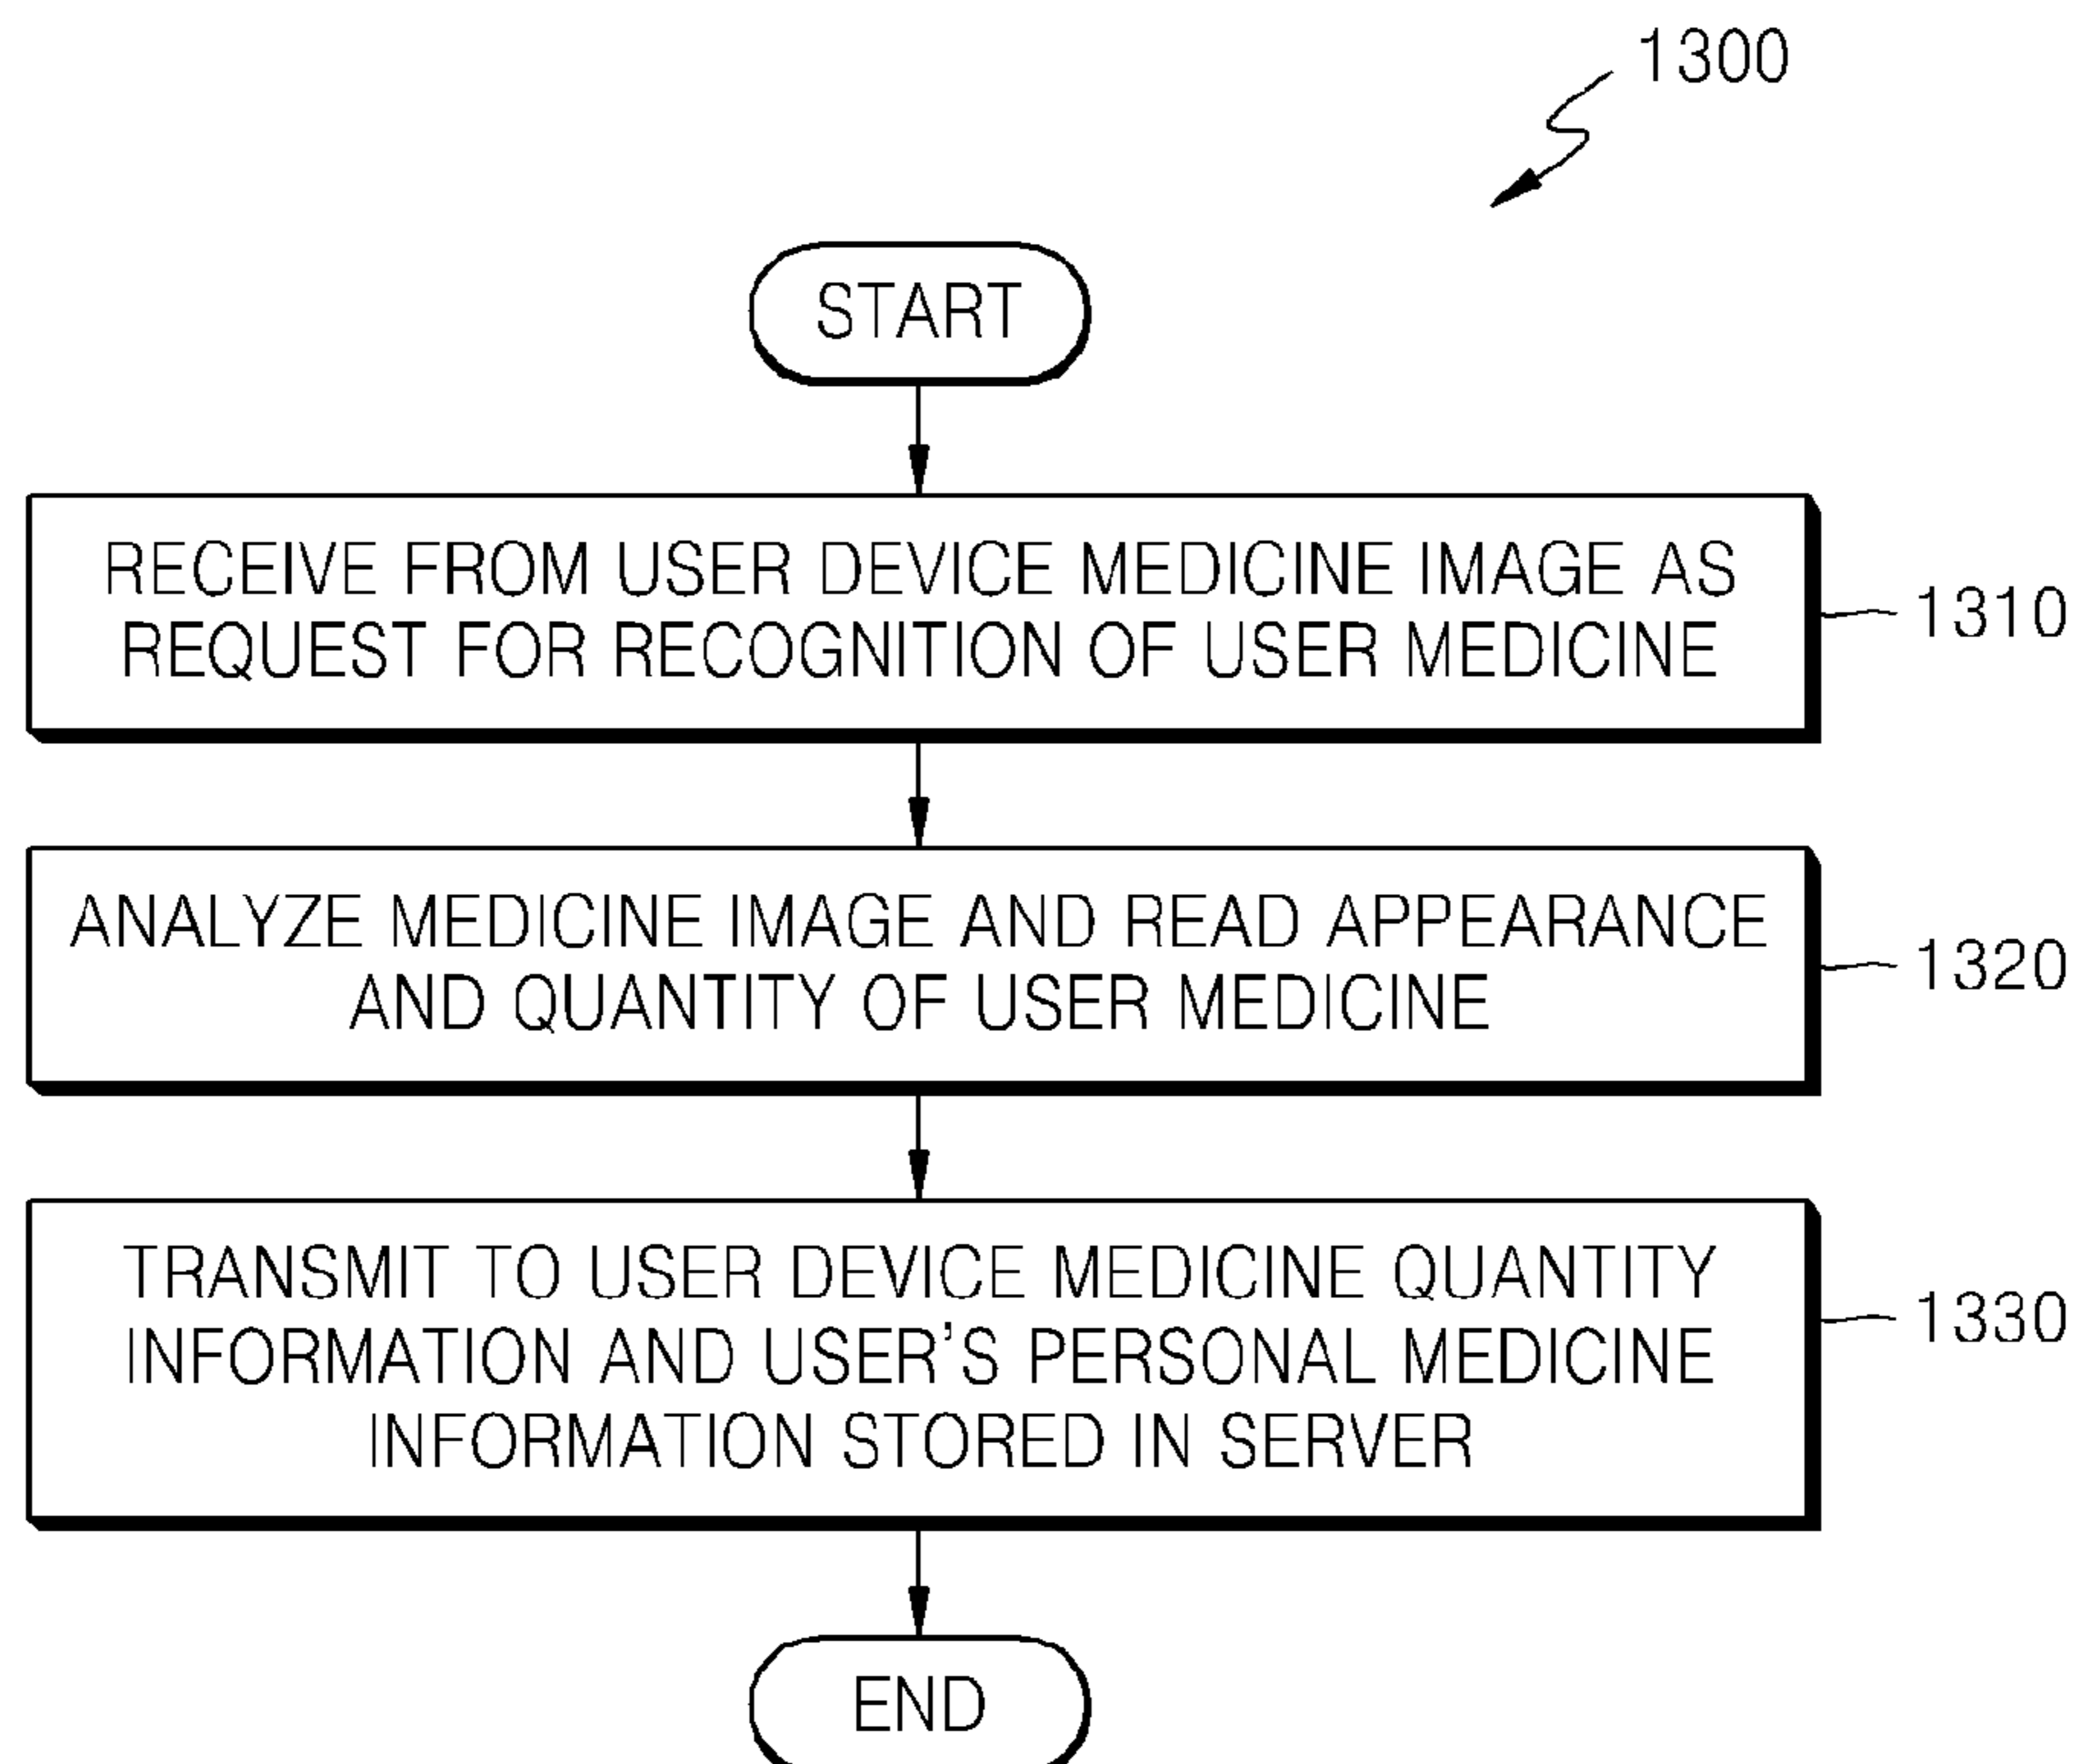 1300
START
RECEIVE FROM USER DEVICE MEDICINE IMAGE AS
REQUEST FOR RECOGNITION OF USER MEDICINE
1310
ANALYZE MEDICINE IMAGE AND READ APPEARANCE
AND QUANTITY OF USER MEDICINE
1320
TRANSMIT TO USER DEVICE MEDICINE QUANTITY
INFORMATION AND USER'S PERSONAL MEDICINE
INFORMATION STORED IN SERVER
1330
END